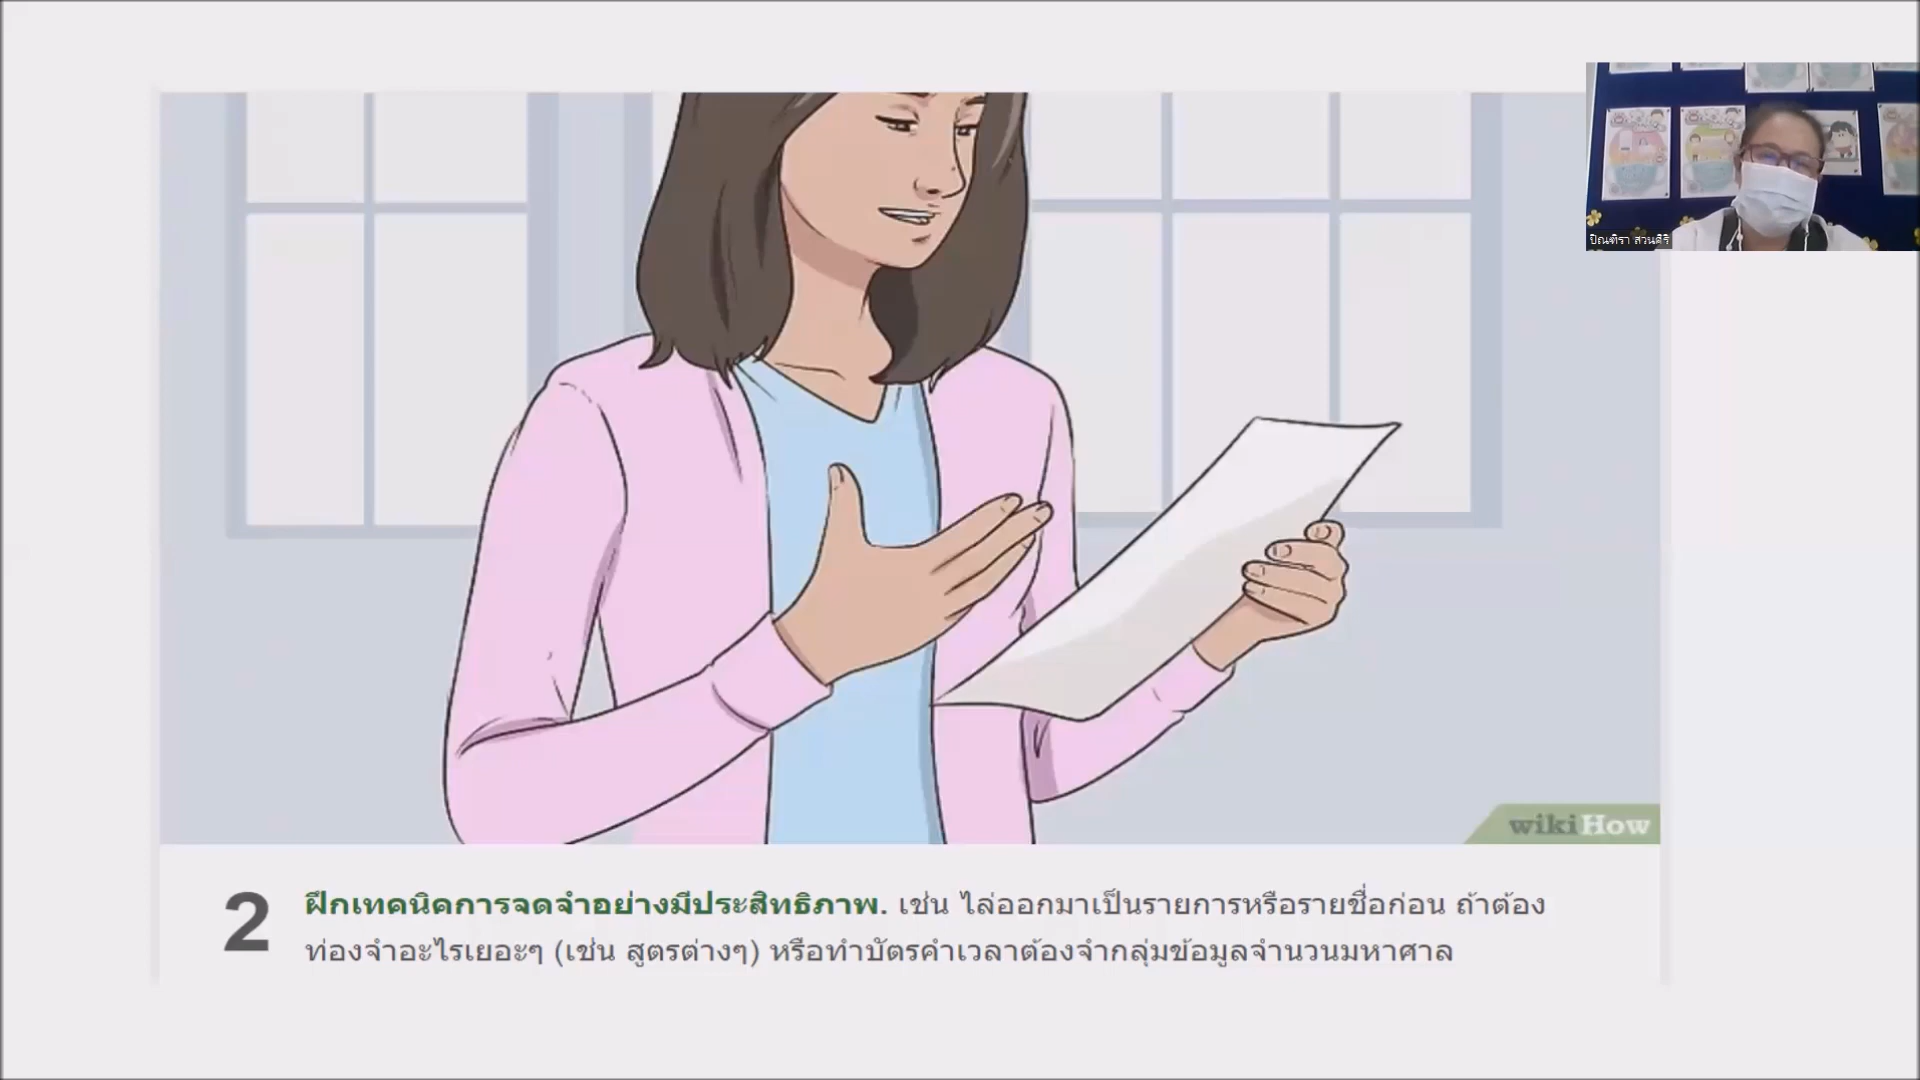 ปิณฑิรา สวนศิริ
wikiHow
2
ฝึกเทคนิคการจดจำอย่างมีประสิทธิภาพ. เช่น ไล่ออกมาเป็นรายการหรือรายชื่อก่อน ถ้าต้อง
ท่องจำอะไรเยอะๆ (เช่น สูตรต่างๆ) หรือทำบัตรคำเวลาต้องจำกลุ่มข้อมูลจำนวนมหาศาล